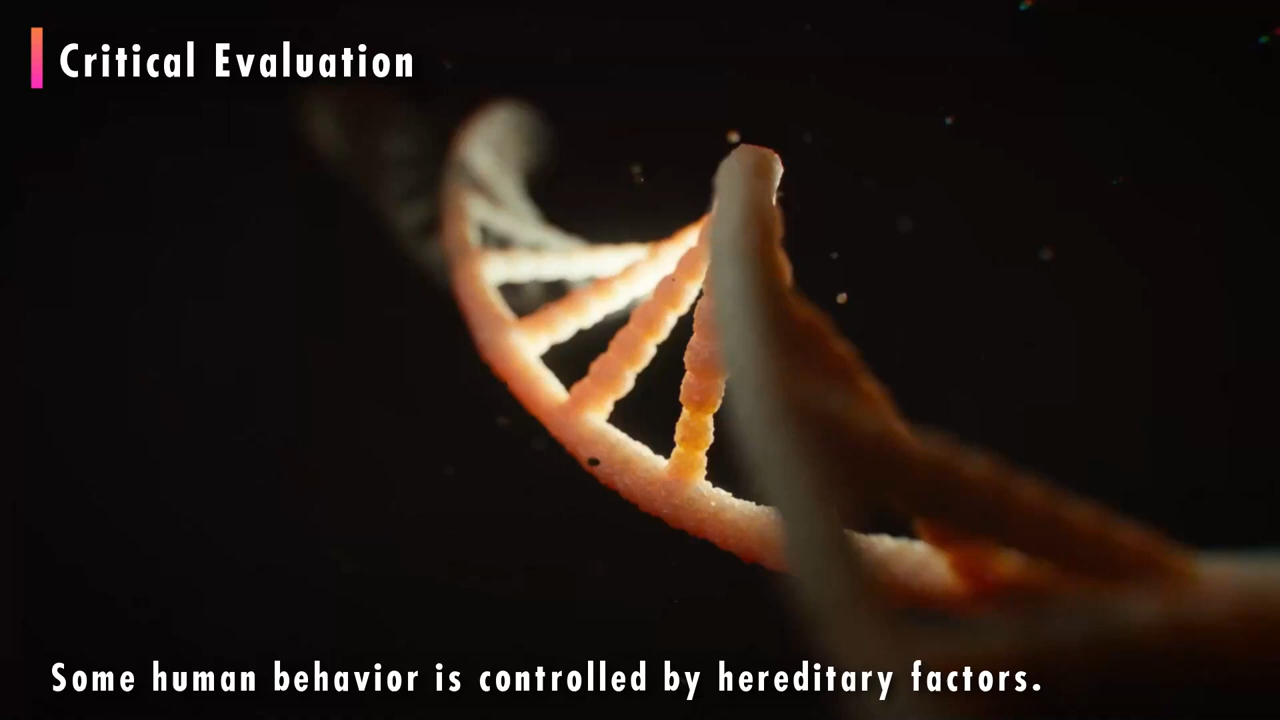 Critical Evaluation
Some human behavior is controlled by hereditary factors.